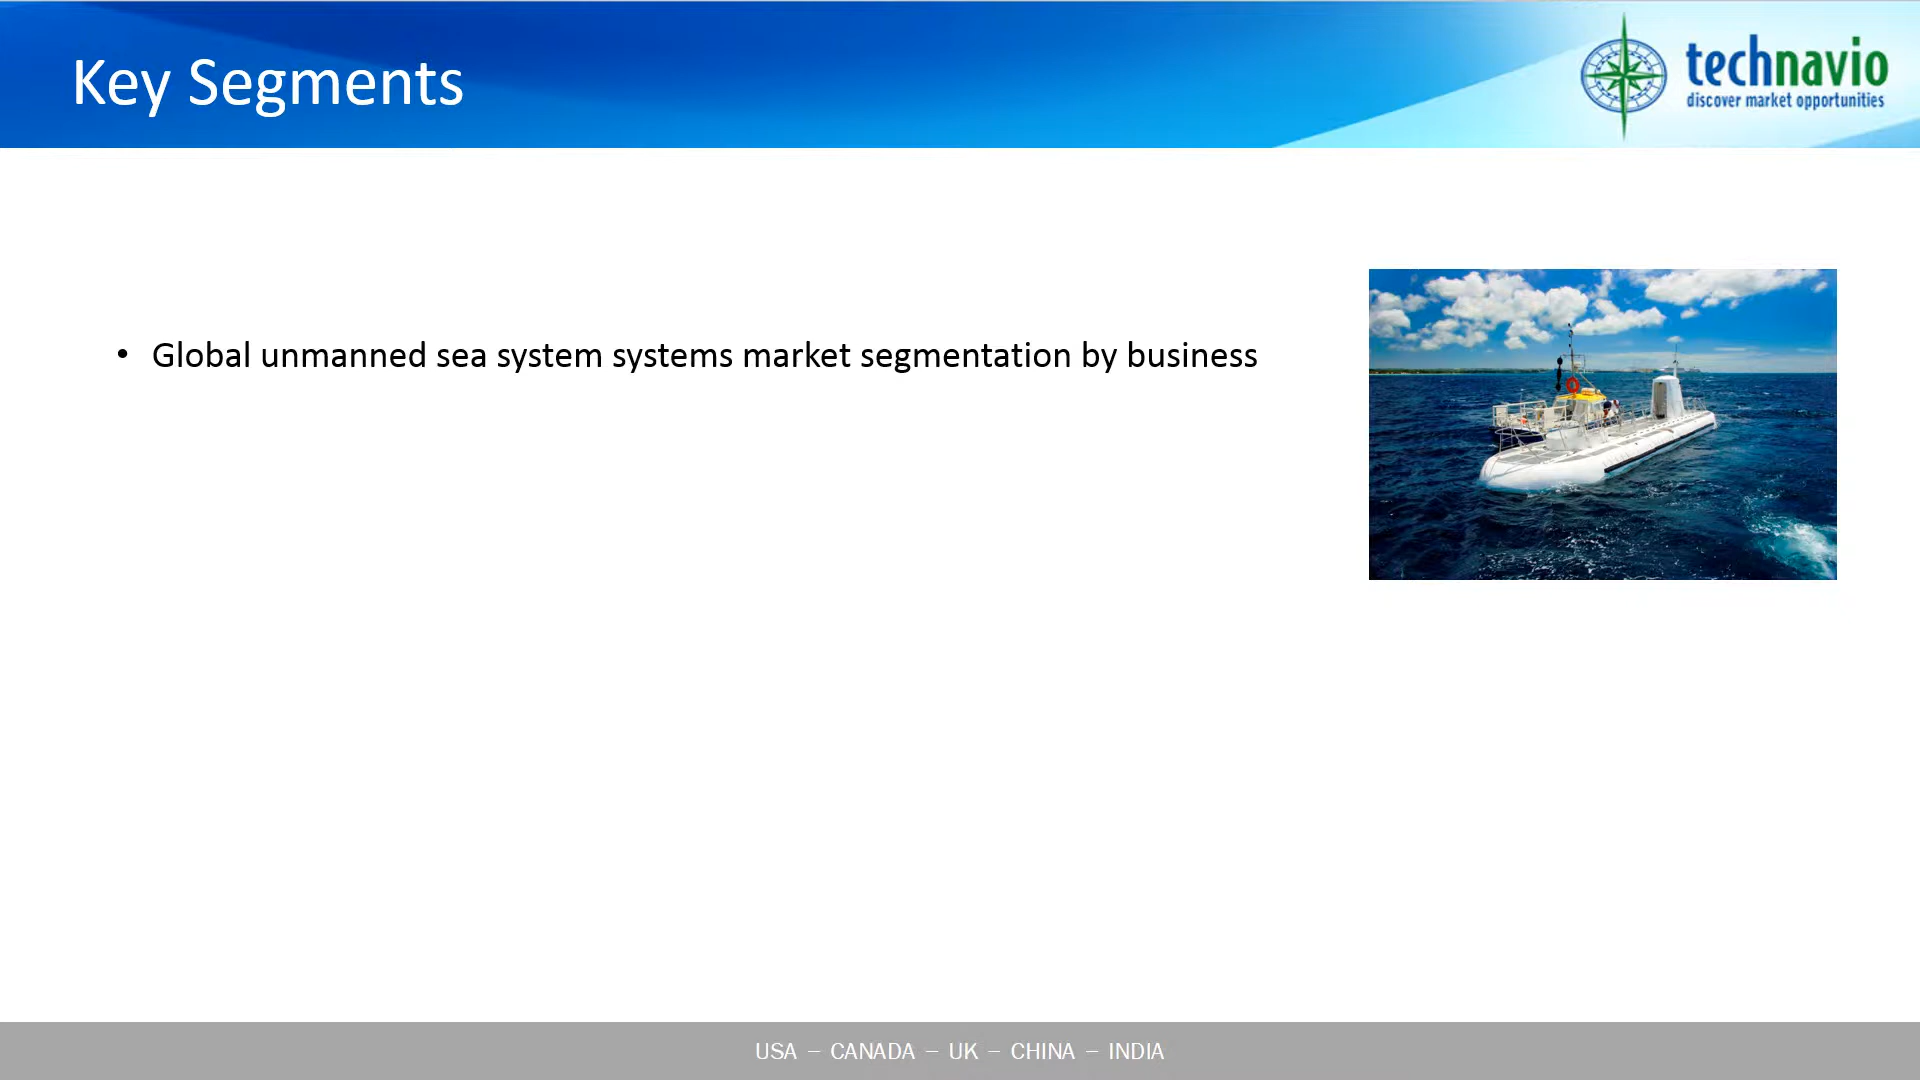 Key Segments
technavio
discover market opportunities
• Global unmanned sea system systems market segmentation by business
USA – CANADA – UK – CHINA – INDIA